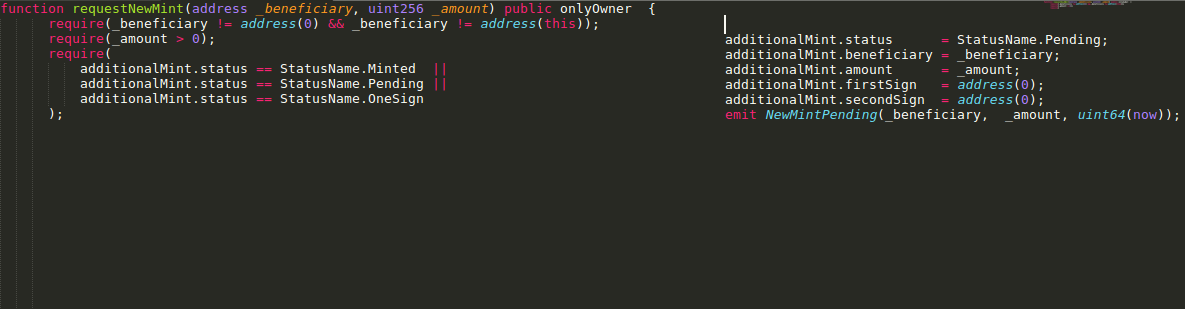 function requestNewMint(address _beneficiary, uint256 _amount) public onlyOwner  {
require(_beneficiary != address(0) && _beneficiary != address(this));
require(_amount > 0);
require(
additionalMint.status == StatusName.Minted  ||
additionalMint.status == StatusName.Pending ||
additionalMint.status == StatusName.OneSign
);
additionalMint.status      = StatusName.Pending;
additionalMint.beneficiary = _beneficiary;
additionalMint.amount      = _amount;
additionalMint.firstSign   = address(0);
additionalMint.secondSign  = address(0);
emit NewMintPending(_beneficiary,  _amount, uint64(now));